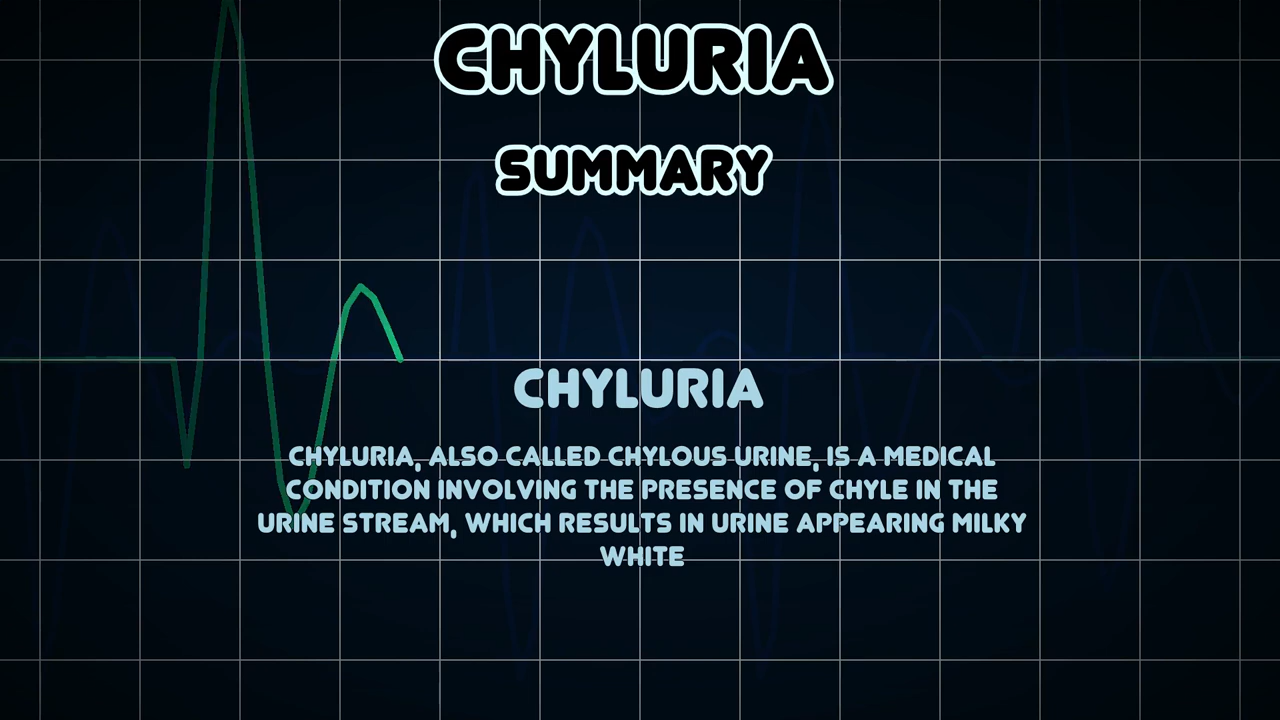 CHYLURIA
SUMMARY
CHYLURIA
CHYLURIA, ALSO CALLED CHYLOUS URINE, IS A MEDICAL
CONDITION INVOLVING THE PRESENCE OF CHYLE IN THE
URINE STREAM, WHICH RESULTS IN URINE APPEARING MILKY
WHITE